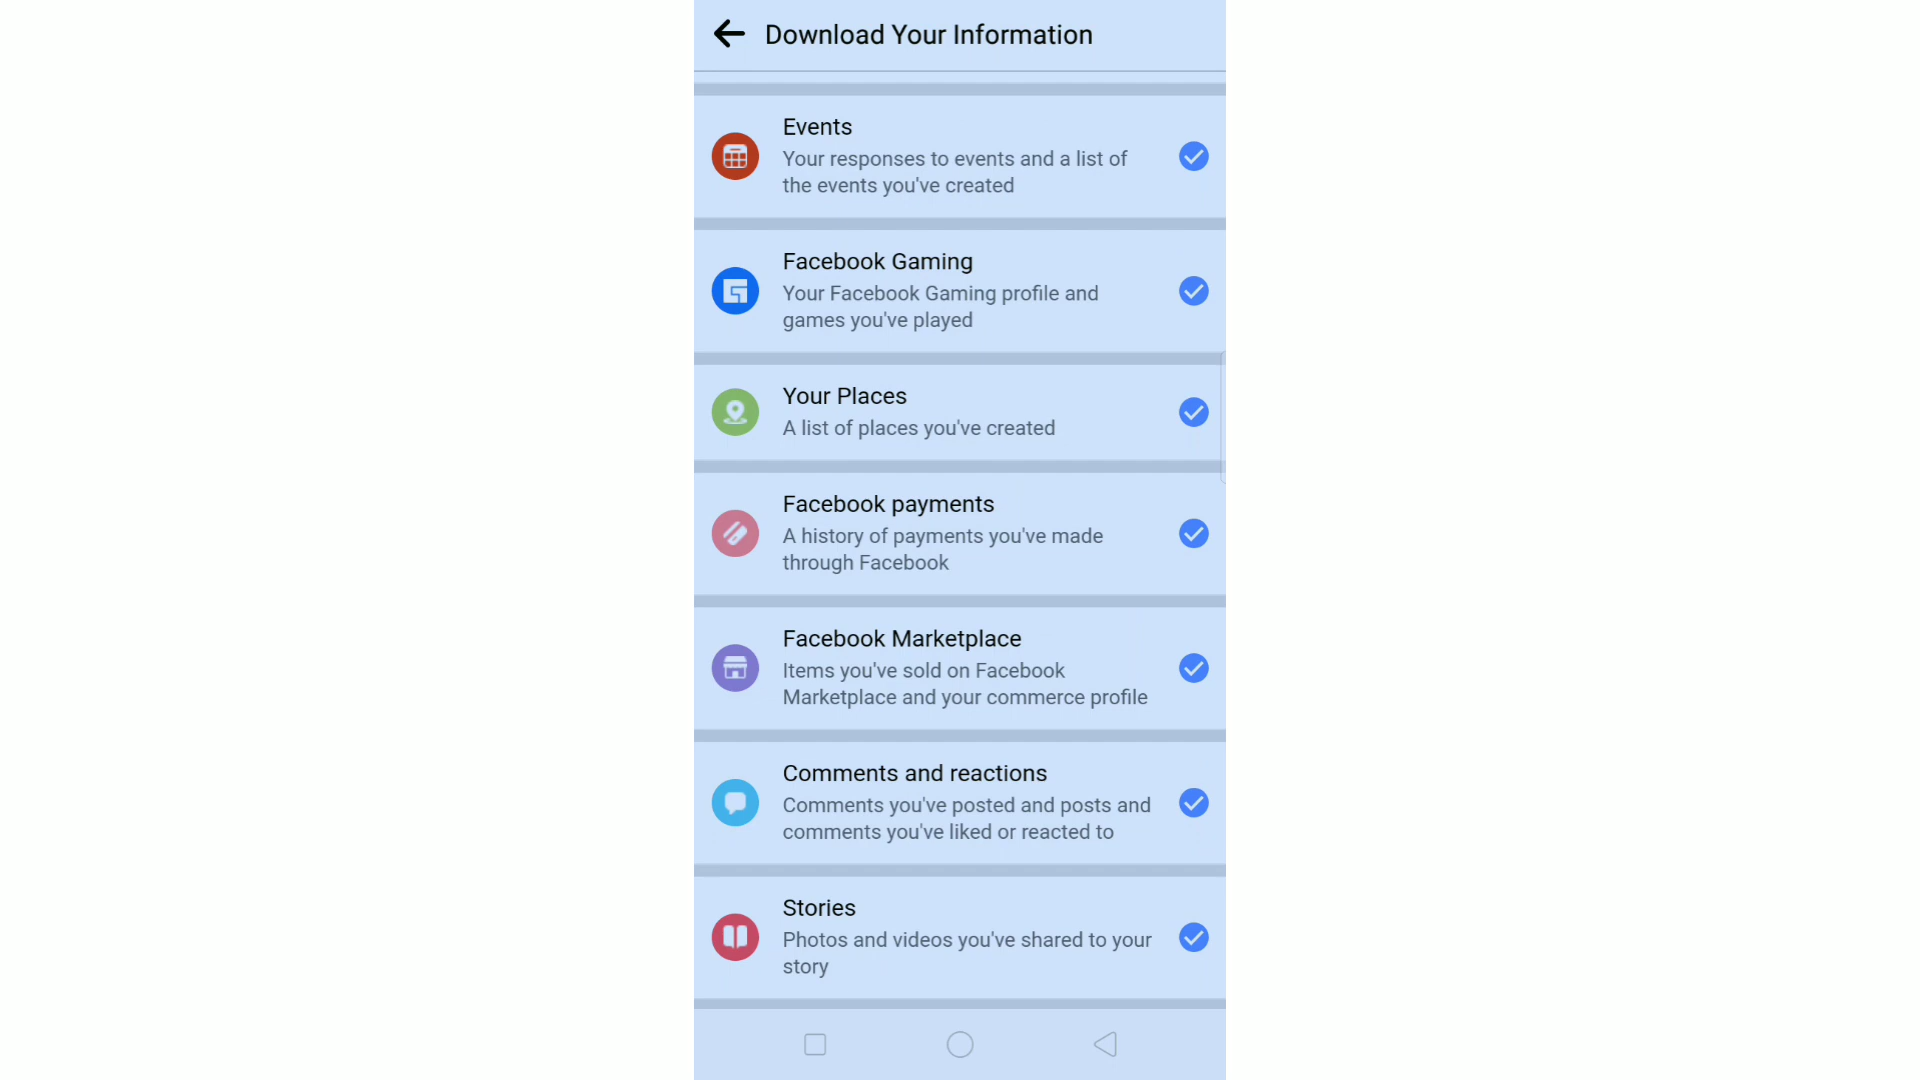 Download Your Information
Events
Your responses to events and a list of
the events you've created
Facebook Gaming
Your Facebook Gaming profile and
games you've played
Your Places
A list of places you've created
Facebook payments
A history of payments you've made
through Facebook
Facebook Marketplace
Items you've sold on Facebook
Marketplace and your commerce profile
Comments and reactions
Comments you've posted and posts and
comments you've liked or reacted to
Stories
Photos and videos you've shared to your
story